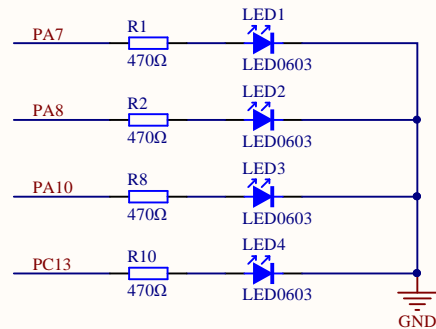 LED1
PA7 R1
470Ω LED0603
LED2
PA8 R2
470Ω LED0603
LED3
PA10 R8
470Ω LED0603
LED4
PC13 R10
470Ω LED0603
GND